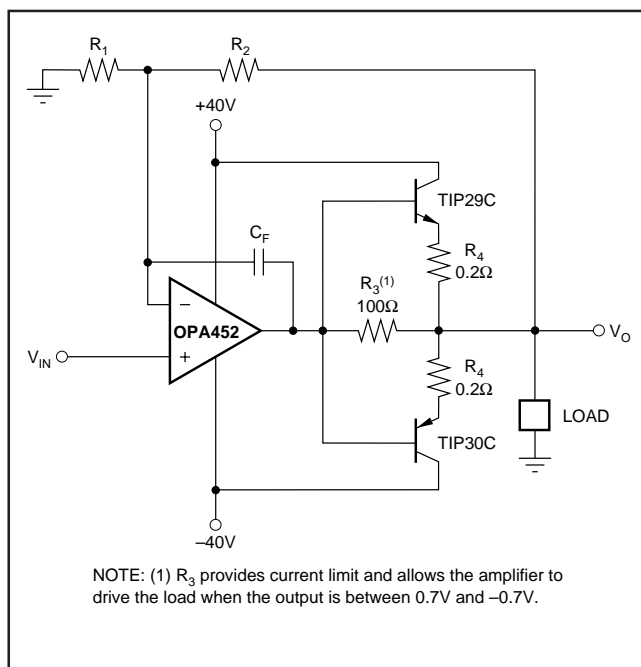 R1
R2
+40V
TIP29C
CF
R4
0.2Ω
R3(1)
100Ω
–
OPA452
+
VIN
VO
R4
0.2Ω
LOAD
TIP30C
–40V
NOTE: (1) R3 provides current limit and allows the amplifier to
drive the load when the output is between 0.7V and –0.7V.